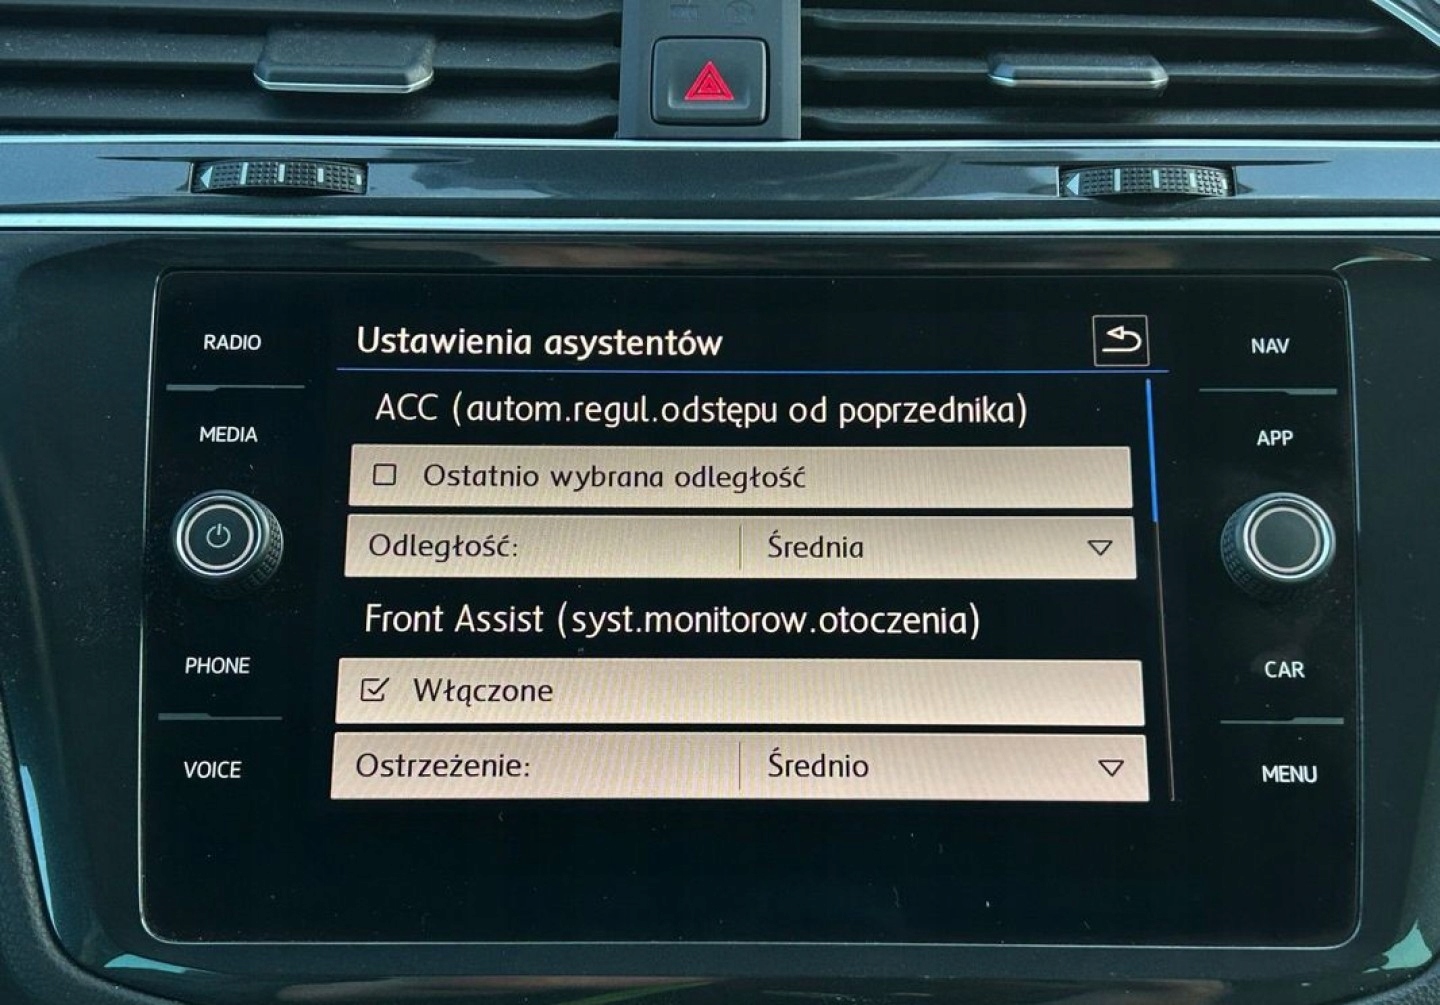 RADIO
MEDIA
PHONE
VOICE
Ustawienia asystentów
ACC (autom.regul.odstępu od poprzednika)
Ostatnio wybrana odległość
Odległość: Średnia
Front Assist (syst.monitorow.otoczenia)
Włączone
Ostrzeżenie: Średnio
NAV
APP
CAR
MENU